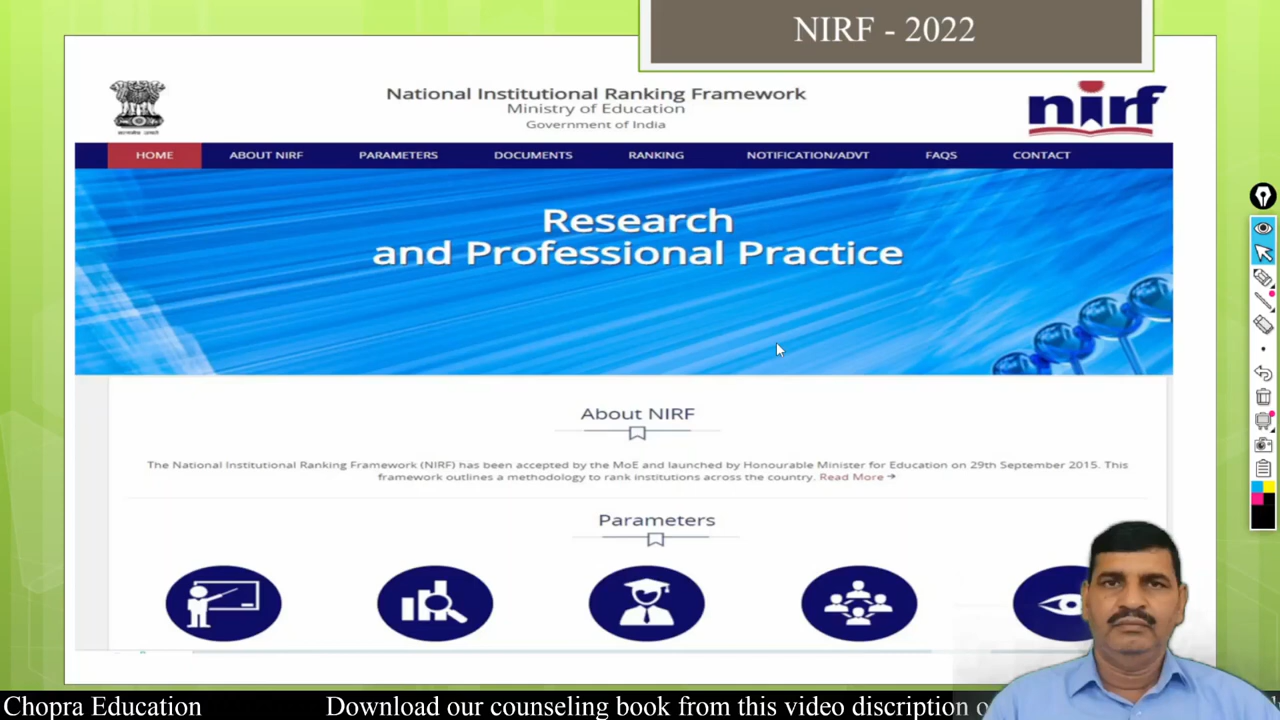 NIRF - 2022
National Institutional Ranking Framework
Ministry of Education
Government of India
nirf
HOME ABOUT NIRF PARAMETERS DOCUMENTS RANKING NOTIFICATION/ADVT FAQS CONTACT
Research
and Professional Practice
About NIRF
The National Institutional Ranking Framework (NIRF) has been accepted by the MoE and launched by Honourable Minister for Education on 29th September 2015. This
framework outlines a methodology to rank institutions across the country. Read More →
Parameters
Chopra Education Download our counseling book from this video discription